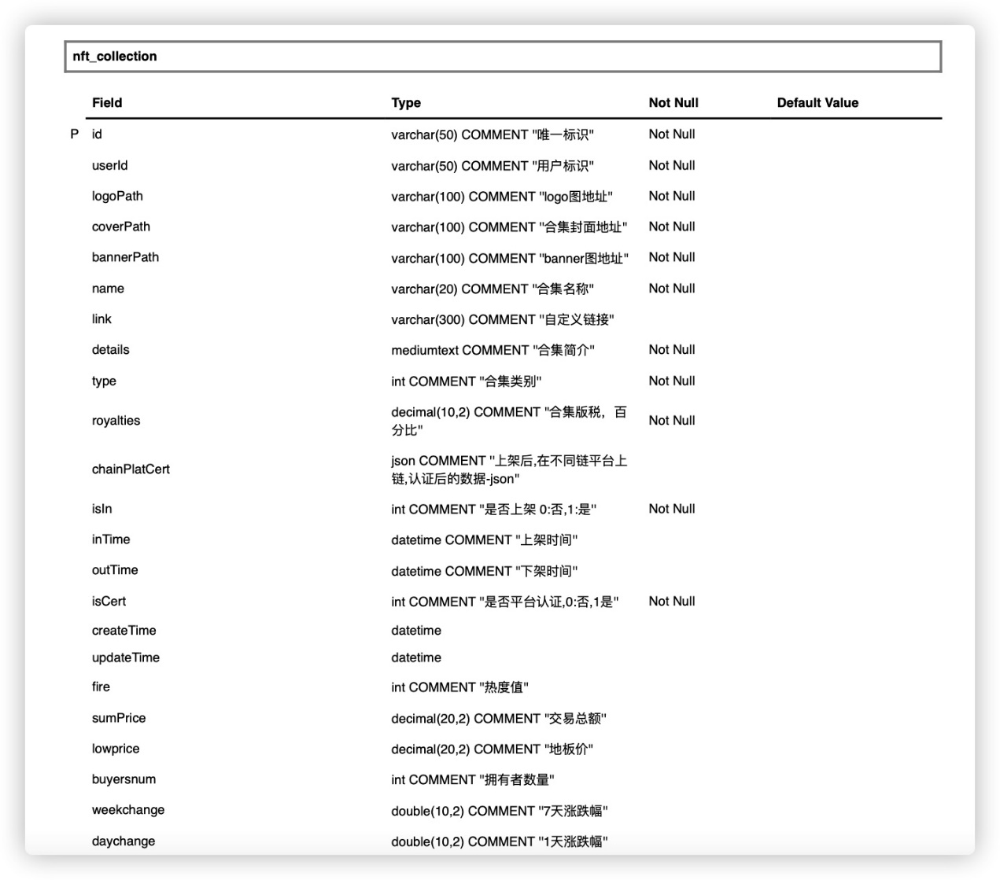 nft_collection
Field Type Not Null Default Value
P id varchar(50) COMMENT "唯一标识" Not Null
userId varchar(50) COMMENT "用户标识" Not Null
logoPath varchar(100) COMMENT "logo图地址" Not Null
coverPath varchar(100) COMMENT "合集封面地址" Not Null
bannerPath varchar(100) COMMENT "banner图地址" Not Null
name varchar(20) COMMENT "合集名称" Not Null
link varchar(300) COMMENT "自定义链接"
details mediumtext COMMENT "合集简介" Not Null
type int COMMENT "合集类别" Not Null
royalties decimal(10,2) COMMENT "合集版税，百 Not Null
分比"
chainPlatCert json COMMENT "上架后,在不同链平台上
链,认证后的数据-json"
isIn int COMMENT "是否上架 0:否,1:是" Not Null
inTime datetime COMMENT "上架时间"
outTime datetime COMMENT "下架时间"
isCert int COMMENT "是否平台认证,0:否,1是" Not Null
createTime datetime
updateTime datetime
fire int COMMENT "热度值"
sumPrice decimal(20,2) COMMENT "交易总额"
lowprice decimal(20,2) COMMENT "地板价"
buyersnum int COMMENT "拥有者数量"
weekchange double(10,2) COMMENT "7天涨跌幅"
daychange double(10,2) COMMENT "1天涨跌幅"